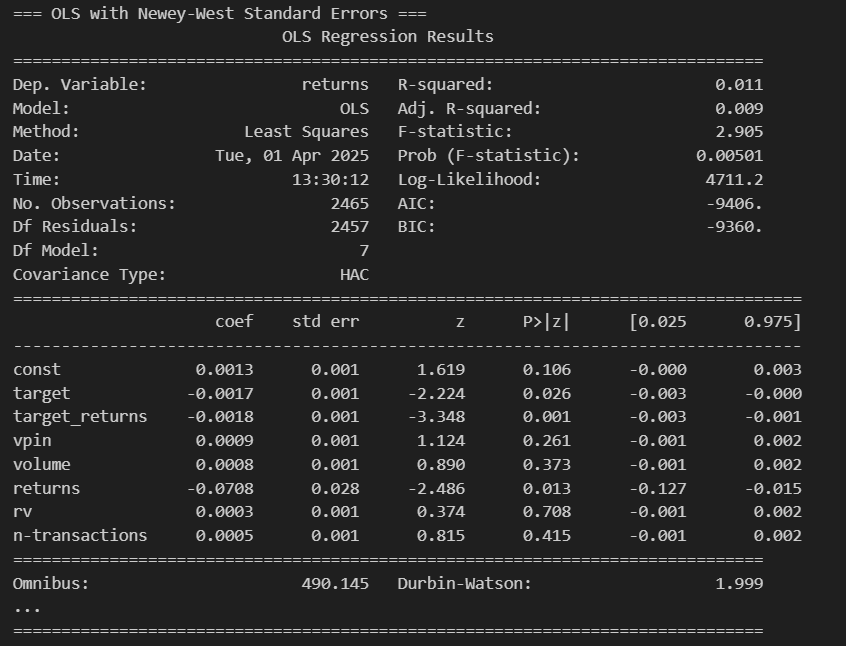 === OLS with Newey-West Standard Errors ===
                            OLS Regression Results
==============================================================================
Dep. Variable:                returns   R-squared:                       0.011
Model:                            OLS   Adj. R-squared:                  0.009
Method:                 Least Squares   F-statistic:                     2.905
Date:                Tue, 01 Apr 2025   Prob (F-statistic):            0.00501
Time:                        13:30:12   Log-Likelihood:                 4711.2
No. Observations:                2465   AIC:                            -9406.
Df Residuals:                    2457   BIC:                            -9360.
Df Model:                           7
Covariance Type:                  HAC
==================================================================================
                     coef    std err          z      P>|z|      [0.025      0.975]
----------------------------------------------------------------------------------
const              0.0013      0.001      1.619      0.106      -0.000       0.003
target            -0.0017      0.001     -2.224      0.026      -0.003      -0.000
target_returns    -0.0018      0.001     -3.348      0.001      -0.003      -0.001
vpin               0.0009      0.001      1.124      0.261      -0.001       0.002
volume             0.0008      0.001      0.890      0.373      -0.001       0.002
returns           -0.0708      0.028     -2.486      0.013      -0.127      -0.015
rv                 0.0003      0.001      0.374      0.708      -0.001       0.002
n-transactions     0.0005      0.001      0.815      0.415      -0.001       0.002
==============================================================================
Omnibus:                      490.145   Durbin-Watson:                   1.999
...
==============================================================================